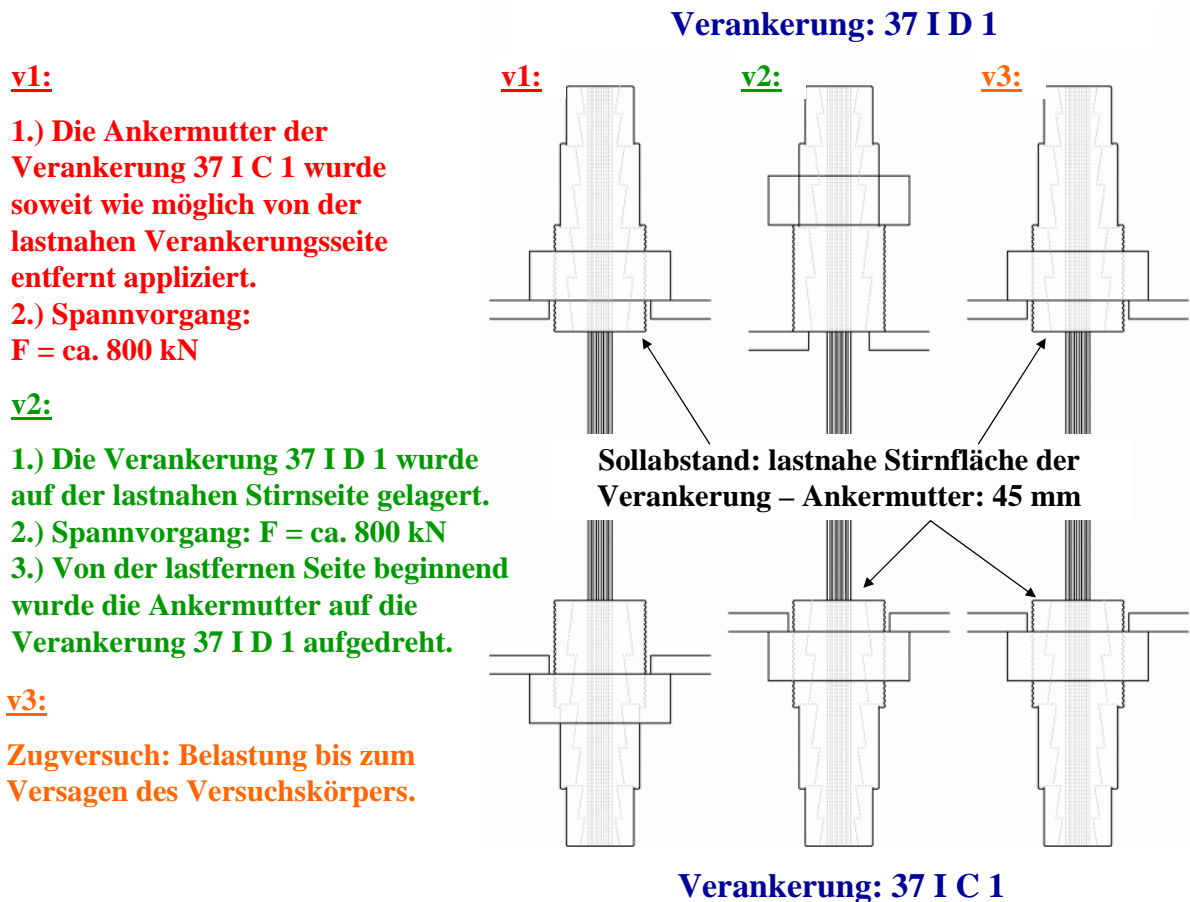 Verankerung: 37 I D 1
v1:
1.) Die Ankermutter der
Verankerung 37 I C 1 wurde
soweit wie möglich von der
lastnahen Verankerungsseite
entfernt appliziert.
2.) Spannvorgang:
F = ca. 800 kN
v2:
1.) Die Verankerung 37 I D 1 wurde
auf der lastnahen Stirnseite gelagert.
2.) Spannvorgang: F = ca. 800 kN
3.) Von der lastfernen Seite beginnend
wurde die Ankermutter auf die
Verankerung 37 I D 1 aufgedreht.
v3:
Zugversuch: Belastung bis zum
Versagen des Versuchskörpers.
v1:
v2:
v3:
Sollabstand: lastnahe Stirnfläche der
Verankerung – Ankermutter: 45 mm
Verankerung: 37 I C 1